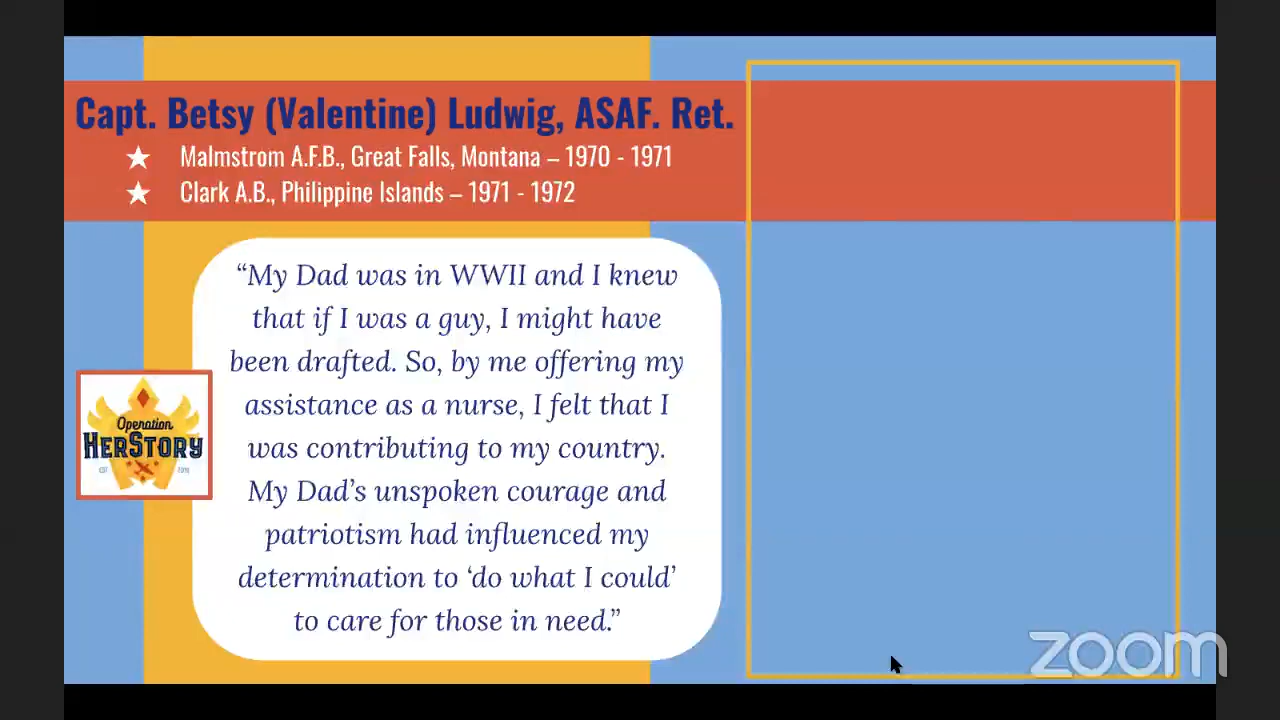 Capt. Betsy (Valentine) Ludwig, ASAF. Ret.
Malmstrom A.F.B., Great Falls, Montana – 1970 - 1971
Clark A.B., Philippine Islands – 1971 - 1972
“My Dad was in WWII and I knew
that if I was a guy, I might have
been drafted. So, by me offering my
assistance as a nurse, I felt that I
was contributing to my country.
My Dad’s unspoken courage and
patriotism had influenced my
determination to ‘do what I could’
to care for those in need.”
Operation
HERSTORY
EST
zoom